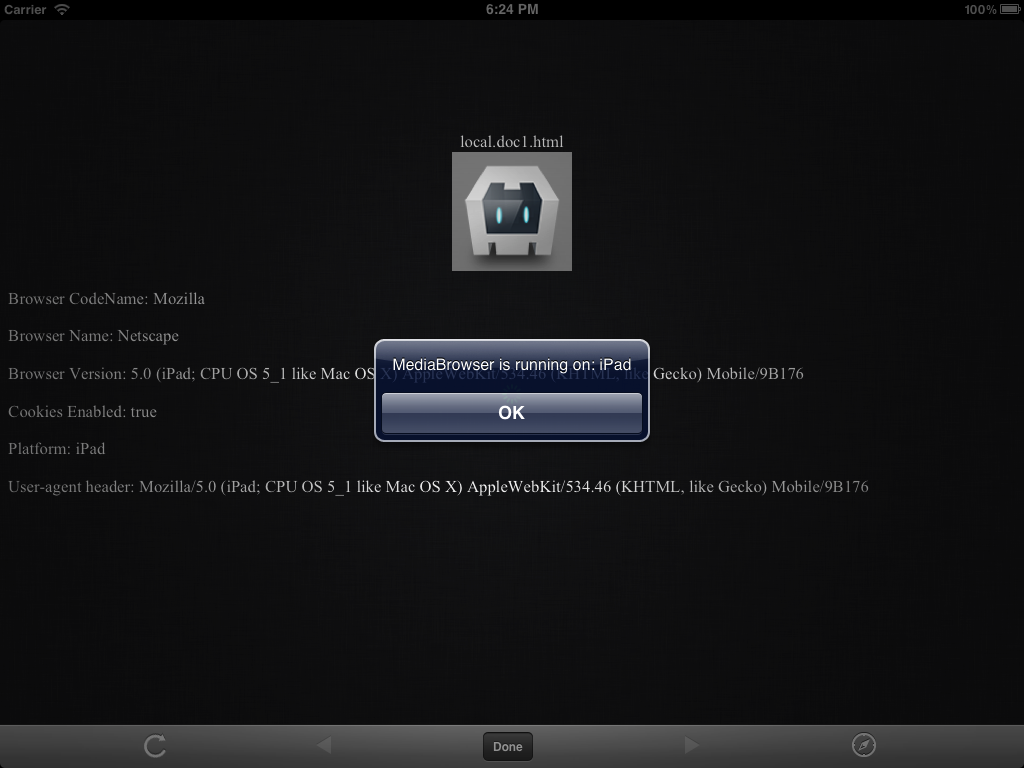 Carrier 6:24 PM 100%
local.doc1.html
Browser CodeName: Mozilla
Browser Name: Netscape
MediaBrowser is running on: iPad
Browser Version: 5.0 (iPad; CPU OS 5_1 like Mac OS X) AppleWebKit/534.46 (KHTML, like Gecko) Mobile/9B176
OK
Cookies Enabled: true
Platform: iPad
User-agent header: Mozilla/5.0 (iPad; CPU OS 5_1 like Mac OS X) AppleWebKit/534.46 (KHTML, like Gecko) Mobile/9B176
Done